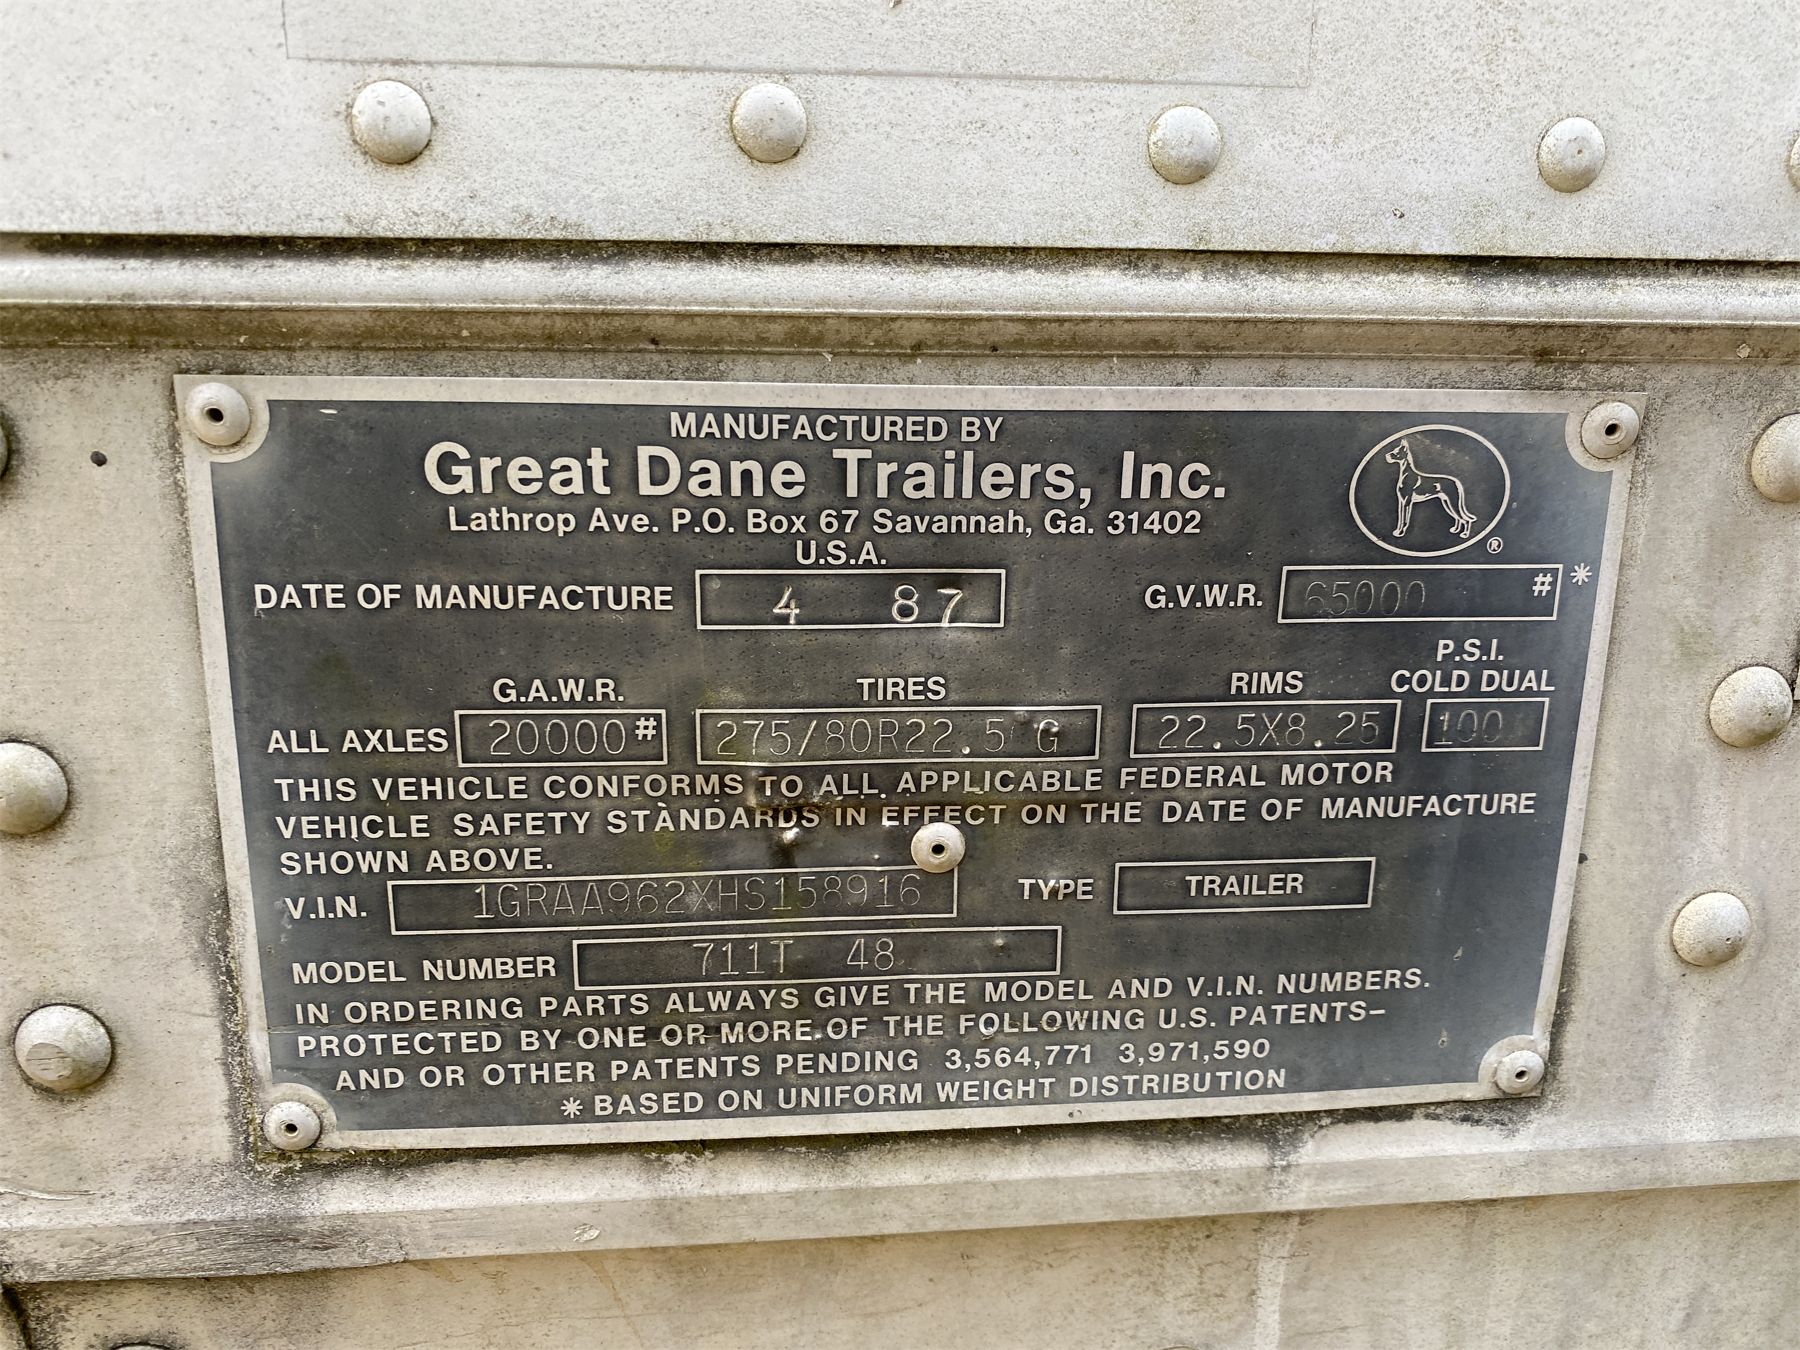 MANUFACTURED BY
Great Dane Trailers, Inc.
Lathrop Ave. P.O. Box 67 Savannah, Ga. 31402
U.S.A.
®
DATE OF MANUFACTURE 4 87 G.V.W.R. 65000 # *
P.S.I.
G.A.W.R. TIRES RIMS COLD DUAL
ALL AXLES 20000# 275/80R22.5 G 22.5X8.25 100
THIS VEHICLE CONFORMS TO ALL APPLICABLE FEDERAL MOTOR
VEHICLE SAFETY STANDARDS IN EFFECT ON THE DATE OF MANUFACTURE
SHOWN ABOVE.
V.I.N. 1GRAA962XHS158916 TYPE TRAILER
MODEL NUMBER 711T 48
IN ORDERING PARTS ALWAYS GIVE THE MODEL AND V.I.N. NUMBERS.
PROTECTED BY ONE OR MORE OF THE FOLLOWING U.S. PATENTS-
AND OR OTHER PATENTS PENDING 3,564,771 3,971,590
* BASED ON UNIFORM WEIGHT DISTRIBUTION